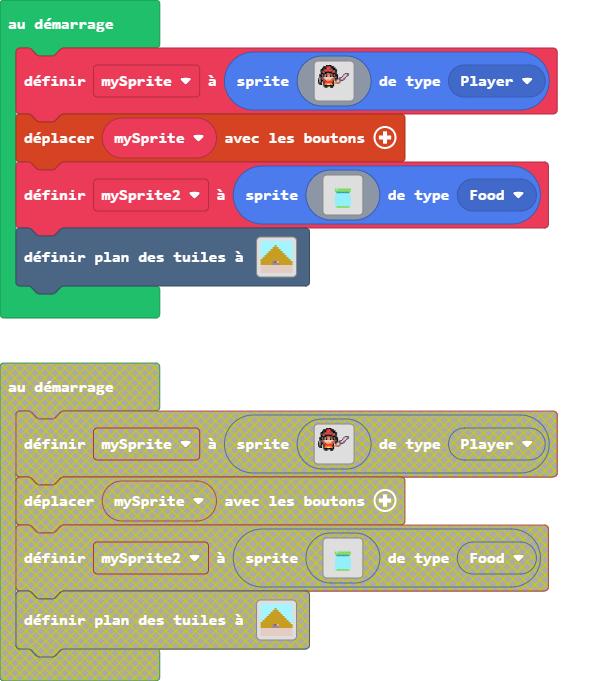 au démarrage
définir mySprite à sprite de type Player
déplacer mySprite avec les boutons
définir mySprite2 à sprite de type Food
définir plan des tuiles à
au démarrage
définir mySprite à sprite de type Player
déplacer mySprite avec les boutons
définir mySprite2 à sprite de type Food
définir plan des tuiles à